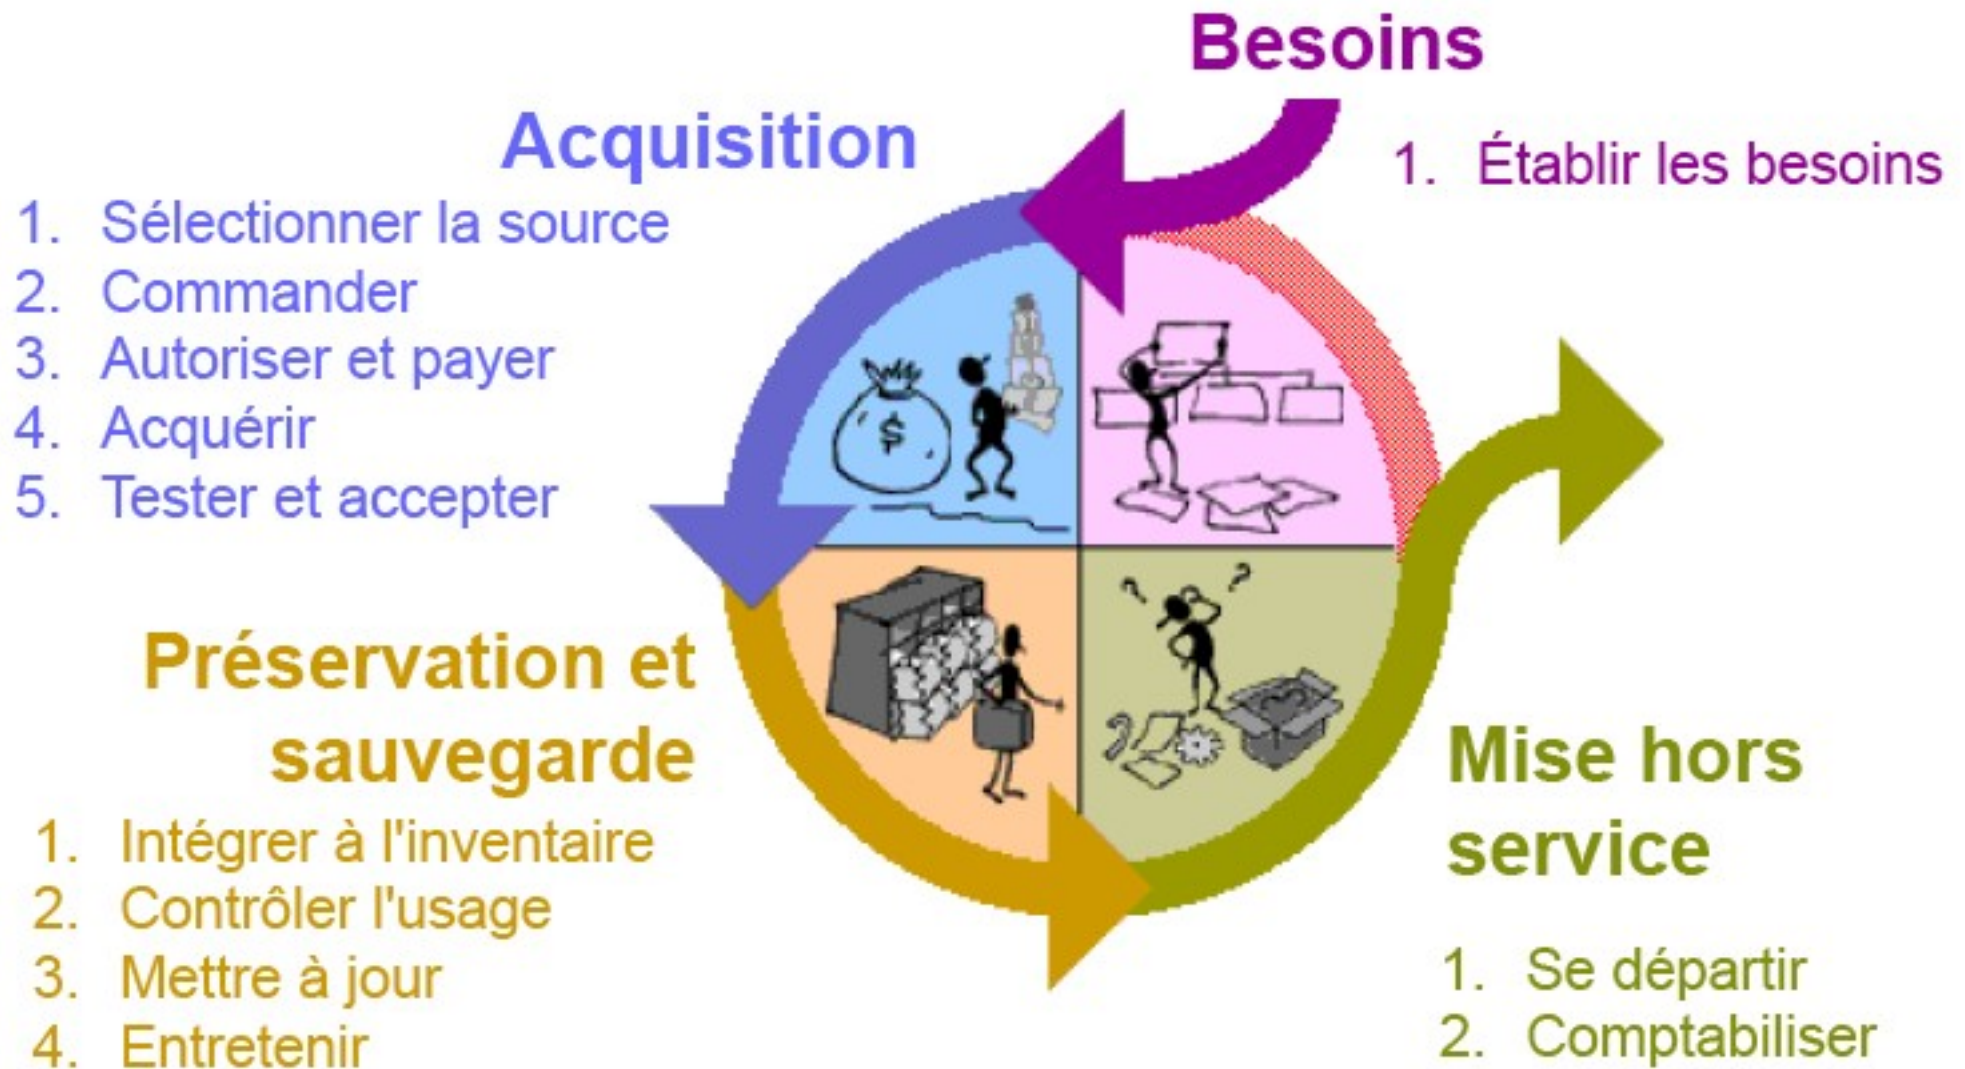 Besoins
1. Établir les besoins
Acquisition
1. Sélectionner la source
2. Commander
3. Autoriser et payer
4. Acquérir
5. Tester et accepter
$
? ?
Préservation et
sauvegarde
1. Intégrer à l'inventaire
2. Contrôler l'usage
3. Mettre à jour
4. Entretenir
Mise hors
service
1. Se départir
2. Comptabiliser